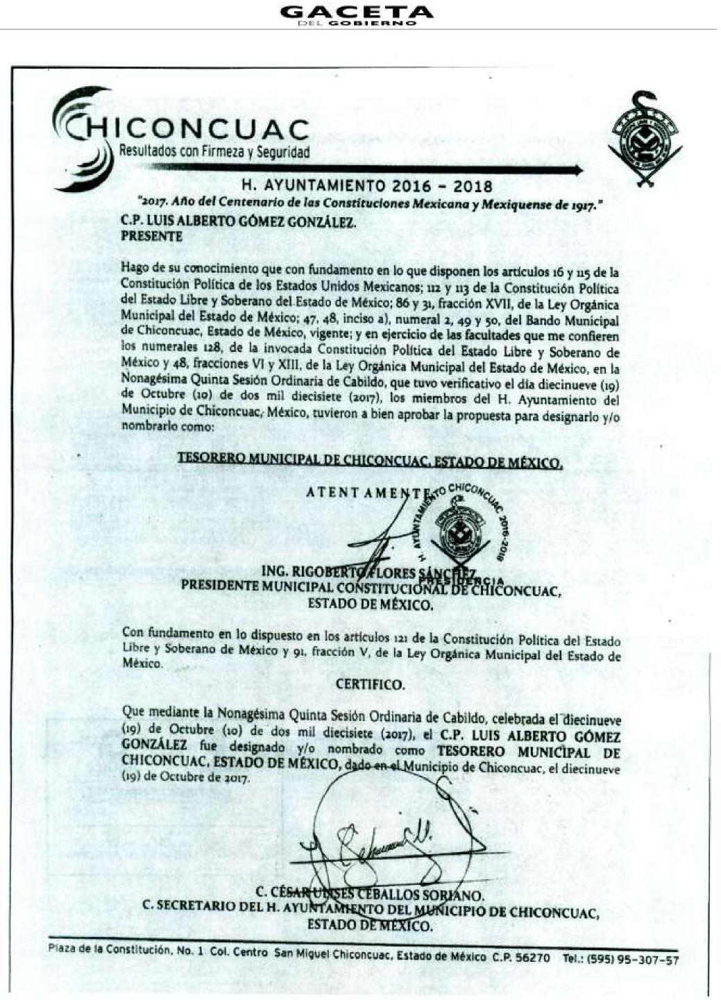 GACETA
DEL GOBIERNO
CHICONCUAC
Resultados con Firmeza y Seguridad
H. AYUNTAMIENTO 2016 - 2018
"2017. Año del Centenario de las Constituciones Mexicana y Mexiquense de 1917."
C.P. LUIS ALBERTO GÓMEZ GONZÁLEZ.
PRESENTE
Hago de su conocimiento que con fundamento en lo que disponen los artículos 16 y 115 de la
Constitución Política de los Estados Unidos Mexicanos; 112 y 113 de la Constitución Política
del Estado Libre y Soberano del Estado de México; 86 y 31, fracción XVII, de la Ley Orgánica
Municipal del Estado de México; 47, 48, inciso a), numeral 2, 49 y 50, del Bando Municipal
de Chiconcuac, Estado de México, vigente; y en ejercicio de las facultades que me confieren
los numerales 128, de la invocada Constitución Política del Estado Libre y Soberano de
México y 48, fracciones VI y XIII, de la Ley Orgánica Municipal del Estado de México, en la
Nonagésima Quinta Sesión Ordinaria de Cabildo, que tuvo verificativo el día diecinueve (19)
de Octubre (10) de dos mil diecisiete (2017), los miembros del H. Ayuntamiento del
Municipio de Chiconcuac, México, tuvieron a bien aprobar la propuesta para designarlo y/o
nombrarlo como:
TESORERO MUNICIPAL DE CHICONCUAC, ESTADO DE MÉXICO.
ATENTAMENTE
H. AYUNTAMIENTO CHICONCUAC 2016-2018
PRESIDENCIA
ING. RIGOBERTO FLORES SÁNCHEZ
PRESIDENTE MUNICIPAL CONSTITUCIONAL DE CHICONCUAC,
ESTADO DE MÉXICO.
Con fundamento en lo dispuesto en los artículos 121 de la Constitución Política del Estado
Libre y Soberano de México y 91, fracción V, de la Ley Orgánica Municipal del Estado de
México.
CERTIFICO.
Que mediante la Nonagésima Quinta Sesión Ordinaria de Cabildo, celebrada el diecinueve
(19) de Octubre (10) de dos mil diecisiete (2017), el C.P. LUIS ALBERTO GÓMEZ
GONZÁLEZ fue designado y/o nombrado como TESORERO MUNICIPAL DE
CHICONCUAC, ESTADO DE MÉXICO, dado en el Municipio de Chiconcuac, el diecinueve
(19) de Octubre de 2017.
C. CÉSAR ULISES CEBALLOS SORIANO.
C. SECRETARIO DEL H. AYUNTAMIENTO DEL MUNICIPIO DE CHICONCUAC,
ESTADO DE MÉXICO.
Plaza de la Constitución, No. 1 Col. Centro San Miguel Chiconcuac, Estado de México C.P. 56270 Tel.: (595) 95-307-57